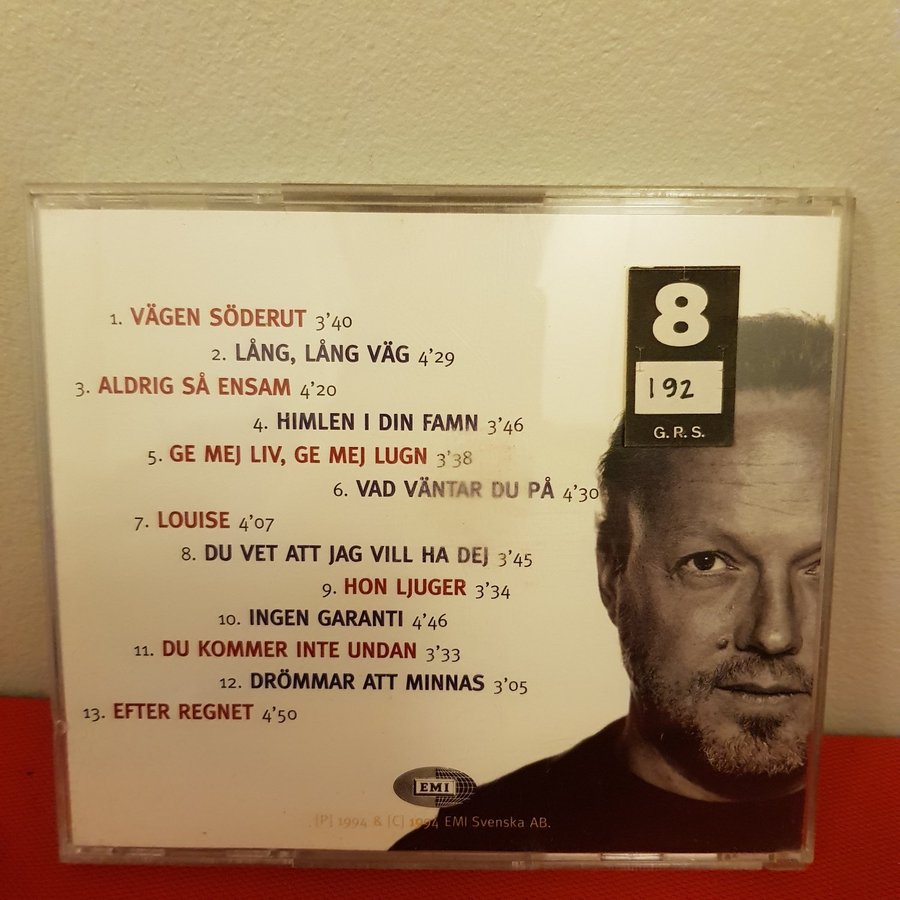 1. VÄGEN SÖDERUT 3'40
2. LÅNG, LÅNG VÄG 4'29
3. ALDRIG SÅ ENSAM 4'20
4. HIMLEN I DIN FAMN 3'46
5. GE MEJ LIV, GE MEJ LUGN 3'38
6. VAD VÄNTAR DU PÅ 4'30
7. LOUISE 4'07
8. DU VET ATT JAG VILL HA DEJ 3'45
9. HON LJUGER 3'34
10. INGEN GARANTI 4'46
11. DU KOMMER INTE UNDAN 3'33
12. DRÖMMAR ATT MINNAS 3'05
13. EFTER REGNET 4'50
8
192
G.R.S.
EMI
[P] 1994 & [C] 1994 EMI Svenska AB.